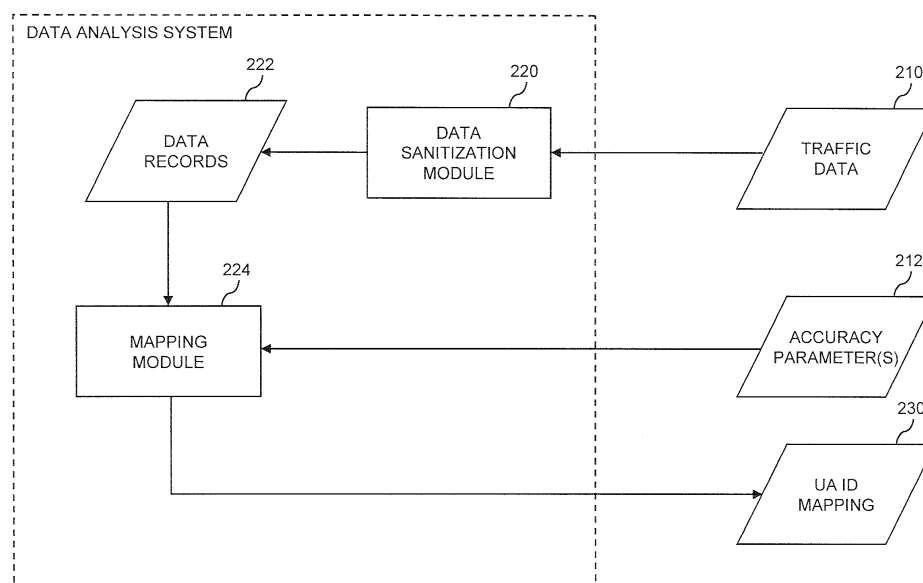 DATA ANALYSIS SYSTEM
222
DATA
RECORDS
220
DATA
SANITIZATION
MODULE
210
TRAFFIC
DATA
224
MAPPING
MODULE
212
ACCURACY
PARAMETER(S)
230
UA ID
MAPPING